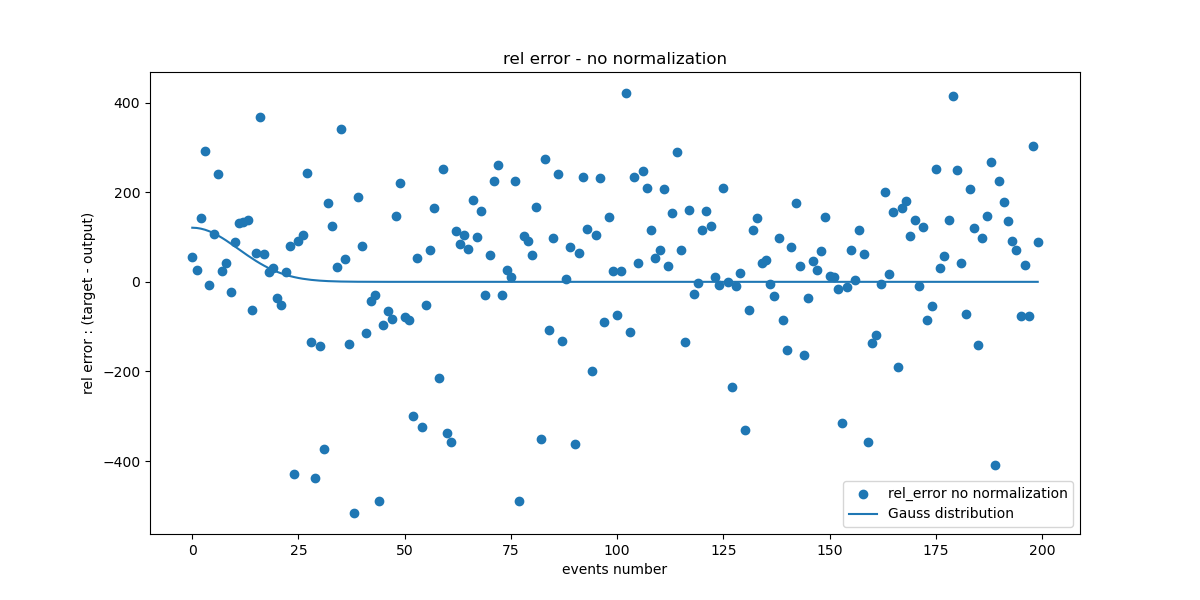 rel error - no normalization
400
200
0
−200
−400
rel error : (target - output)
0
25
50
75
100
125
150
175
200
events number
rel_error no normalization
Gauss distribution